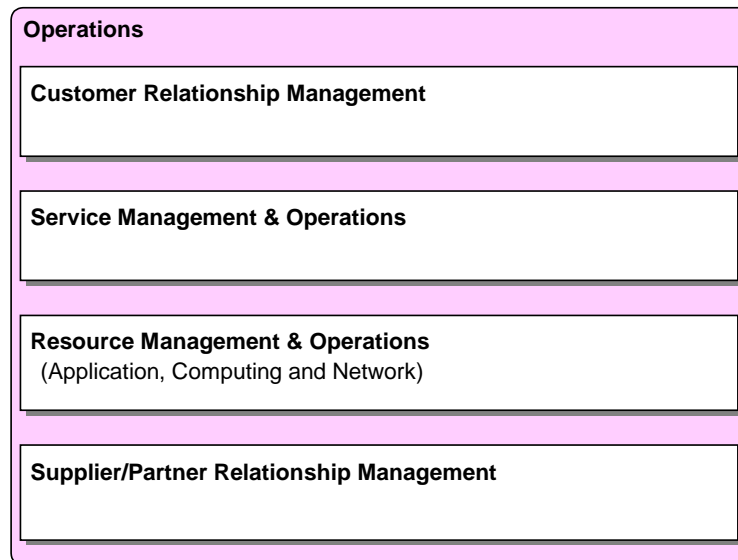 Operations
Customer Relationship Management
Service Management & Operations
Resource Management & Operations
(Application, Computing and Network)
Supplier/Partner Relationship Management